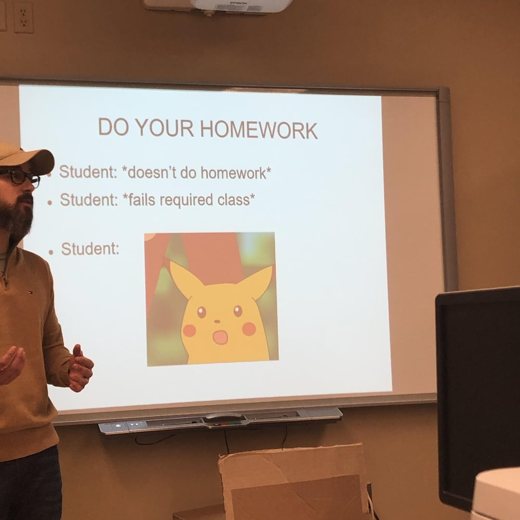 DO YOUR HOMEWORK
• Student: *doesn't do homework*
• Student: *fails required class*
• Student: